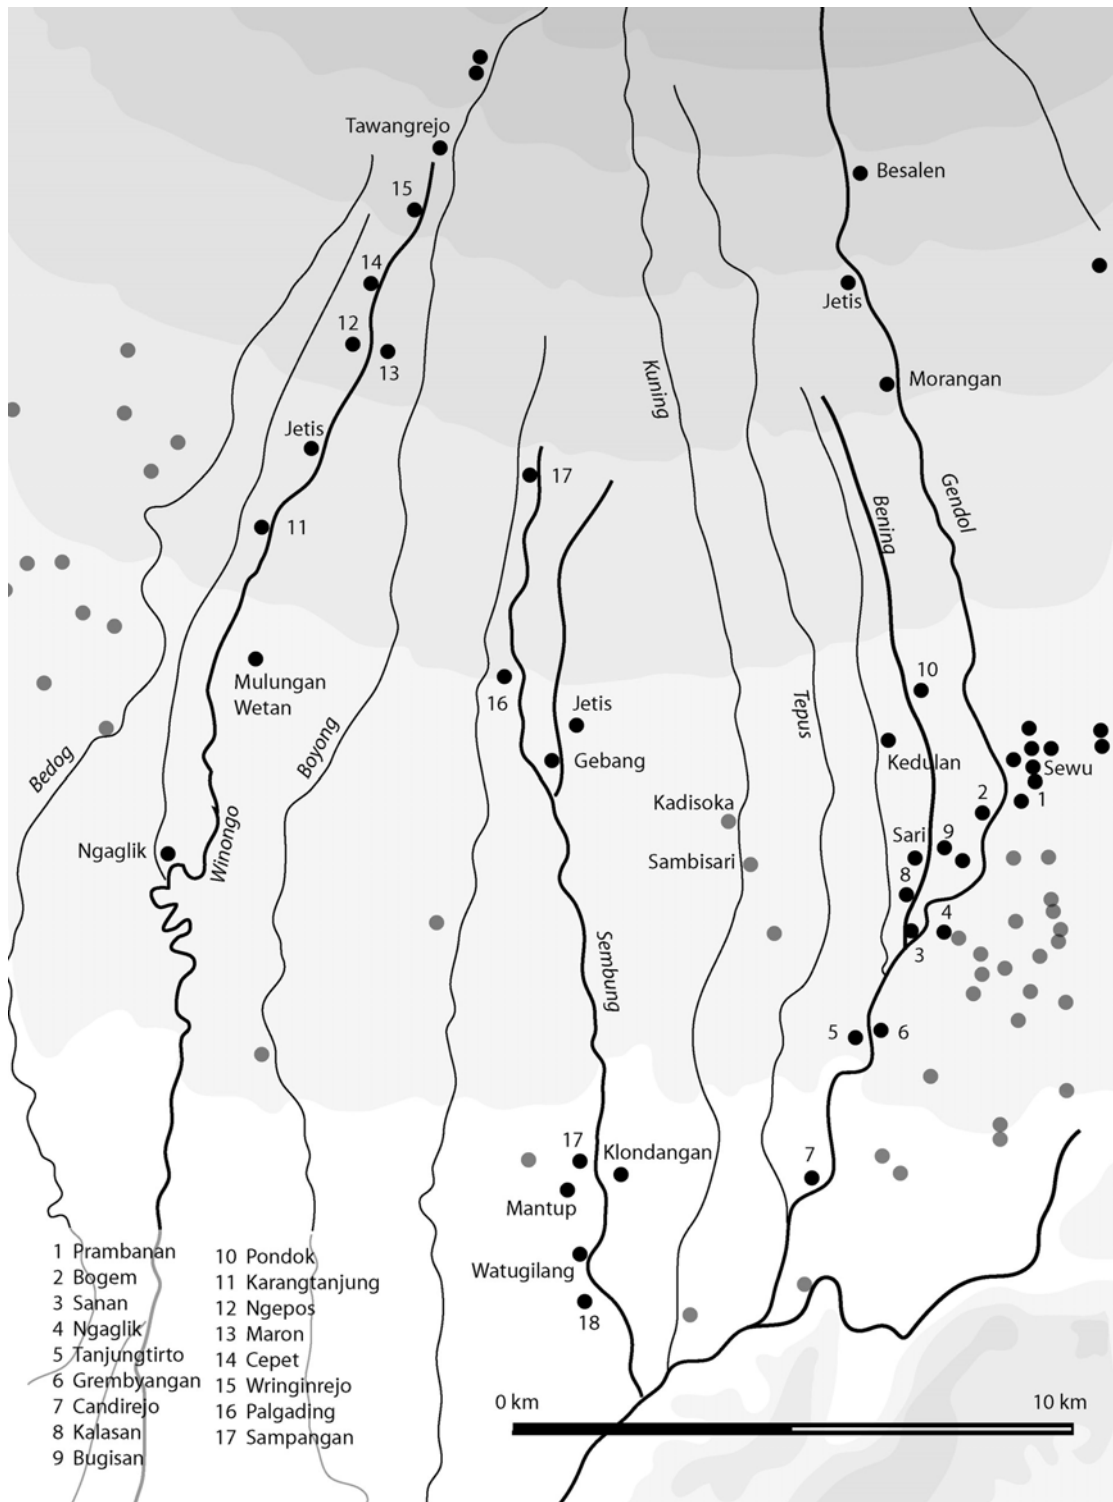 Tawangrejo
15
Besalen
14
Jetis
12
13
Kuning
Morangan
Jetis
17
Gendol
Bening
11
Mulungan
Wetan
10
16
Jetis
Tepus
Boyong
Bedog
Gebang
Kedulan
Sewu
Kadisoka
2
1
Winongo
Ngaglik
Sambisari
Sari
9
8
4
3
Sembung
5
6
17
Klondangan
7
Mantup
Watugilang
18
1 Prambanan
2 Bogem
3 Sanan
4 Ngaglik
5 Tanjungtirto
6 Grembyangan
7 Candirejo
8 Kalasan
9 Bugisan
10 Pondok
11 Karangtanjung
12 Ngepos
13 Maron
14 Cepet
15 Wringinrejo
16 Palgading
17 Sampangan
0 km
10 km